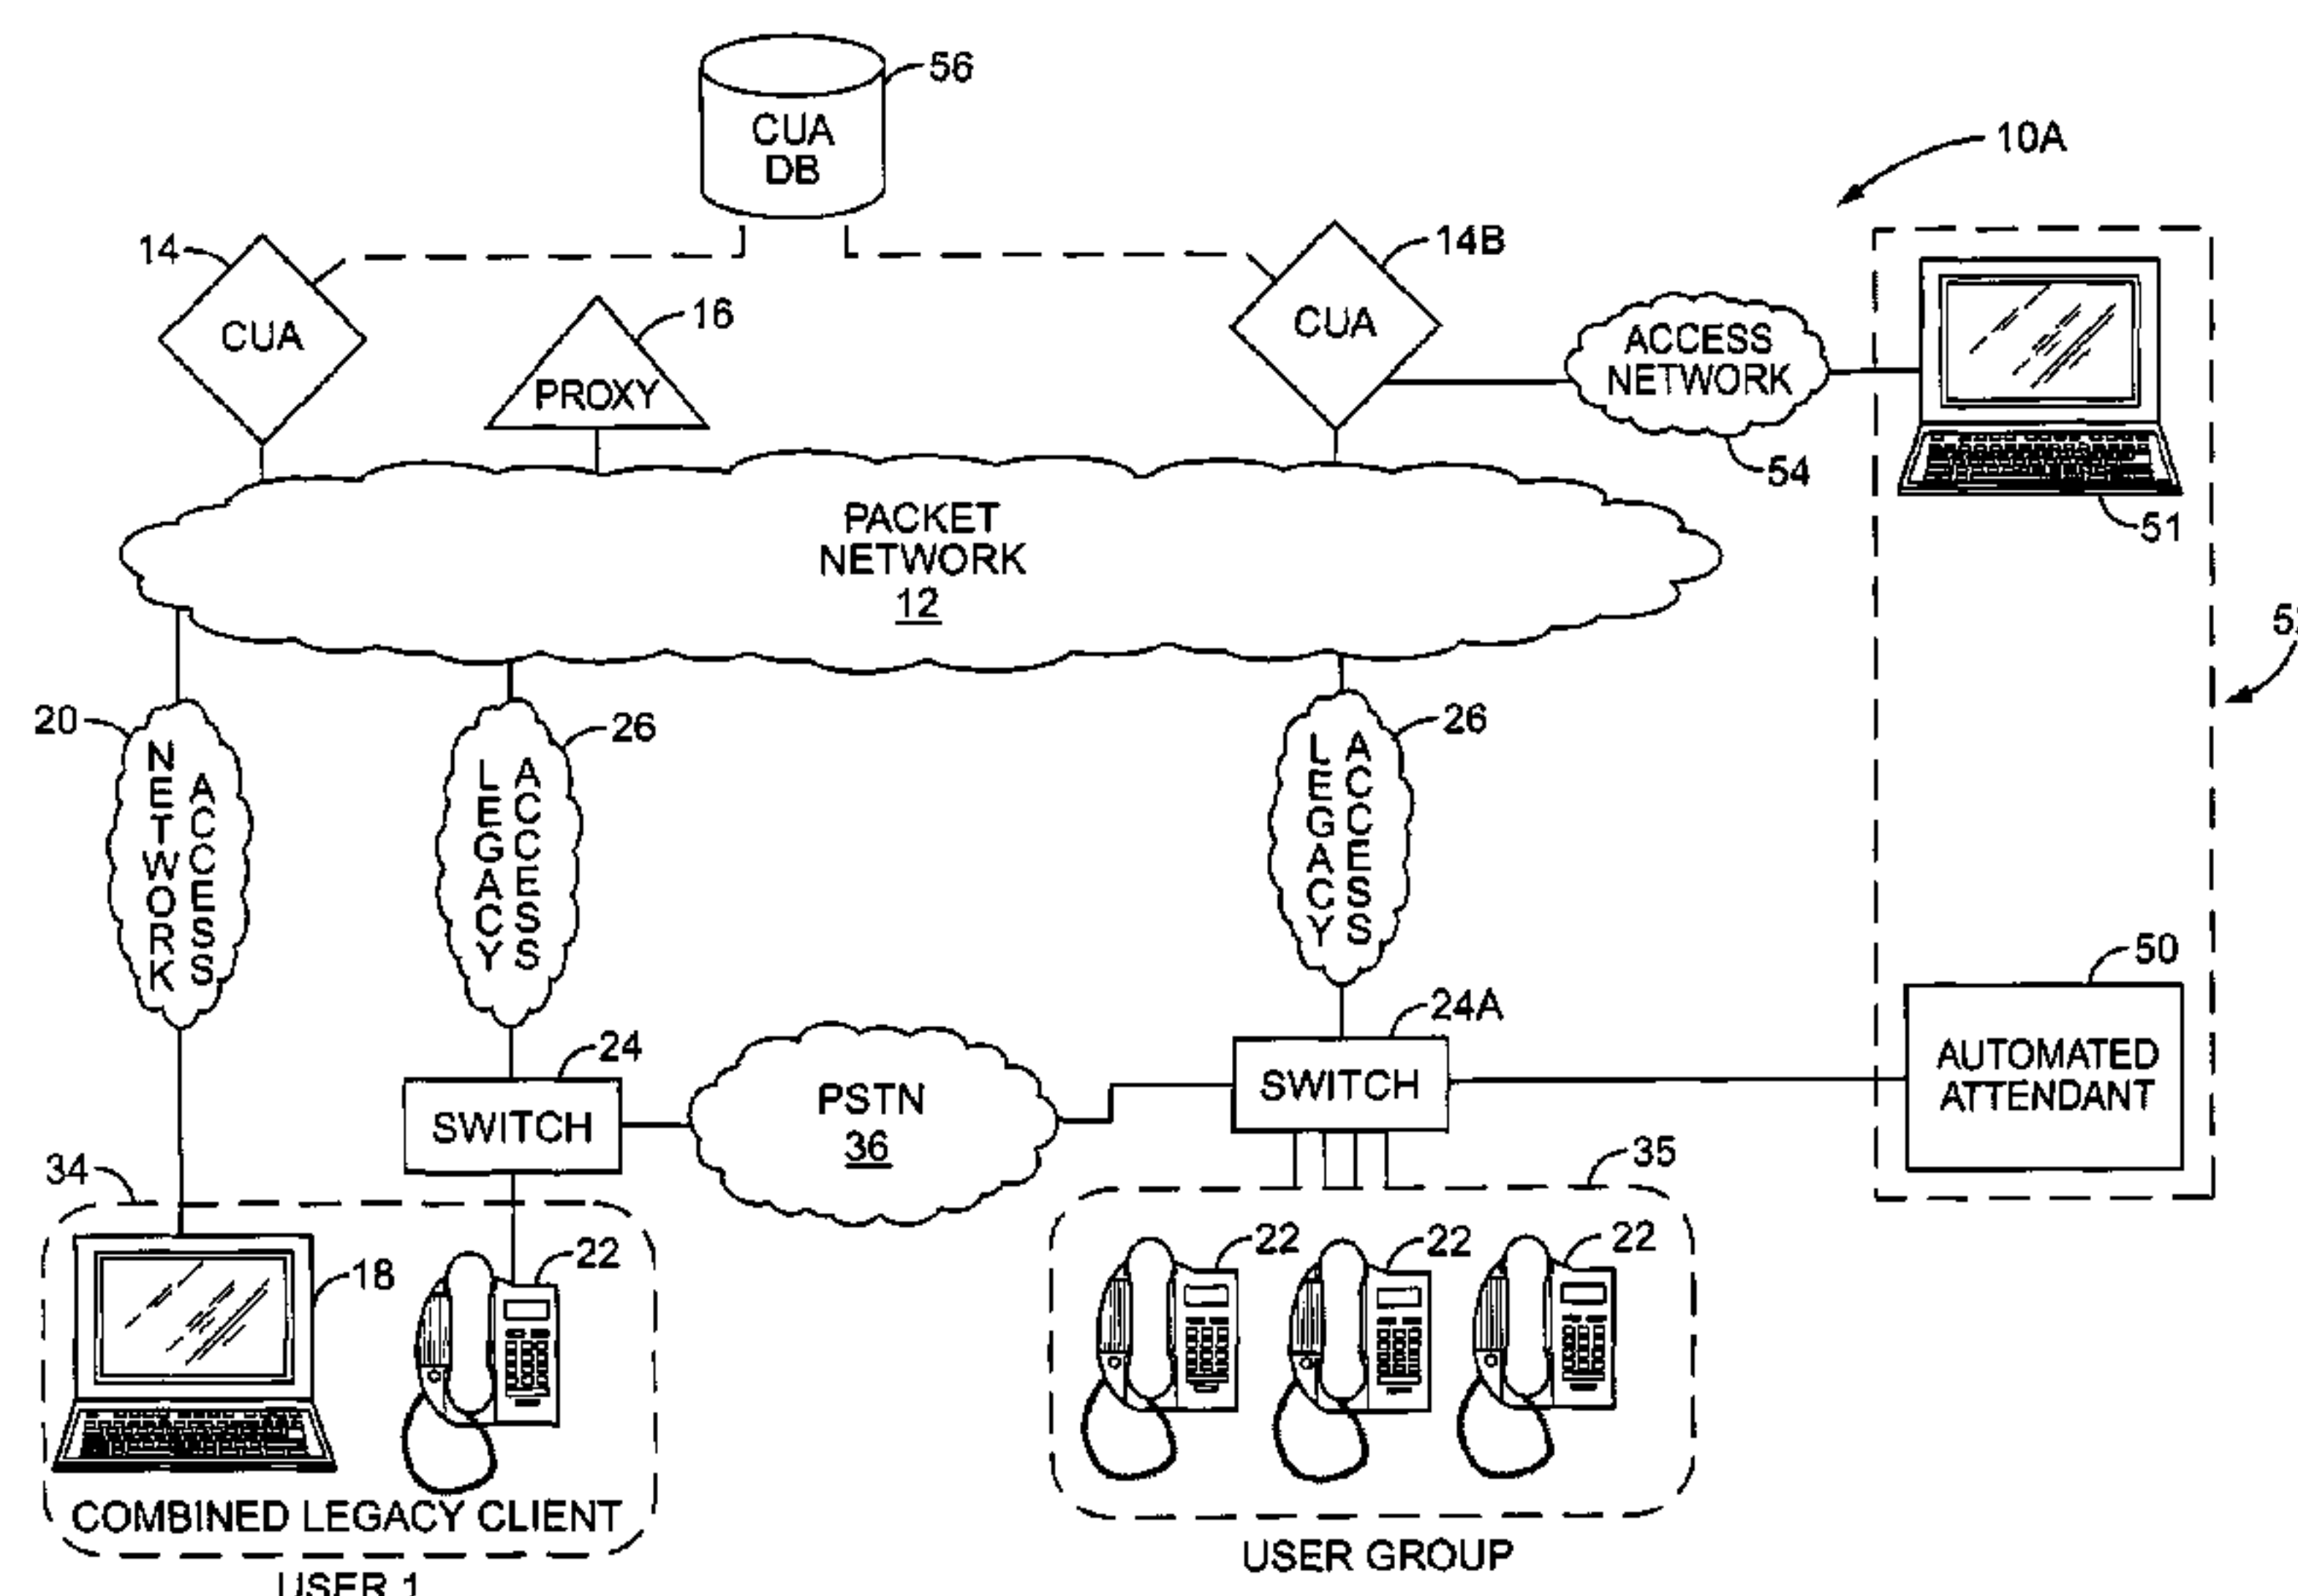 56
CUA
DB
10A
14
CUA
16
PROXY
14B
CUA
ACCESS
NETWORK
54
51
PACKET
NETWORK
12
20
NETWORK
ACCESS
26
LEGACY
ACCESS
26
LEGACY
ACCESS
50
AUTOMATED
ATTENDANT
24
SWITCH
PSTN
36
24A
SWITCH
34
18
22
COMBINED LEGACY CLIENT
USER 1
35
22
22
22
USER GROUP